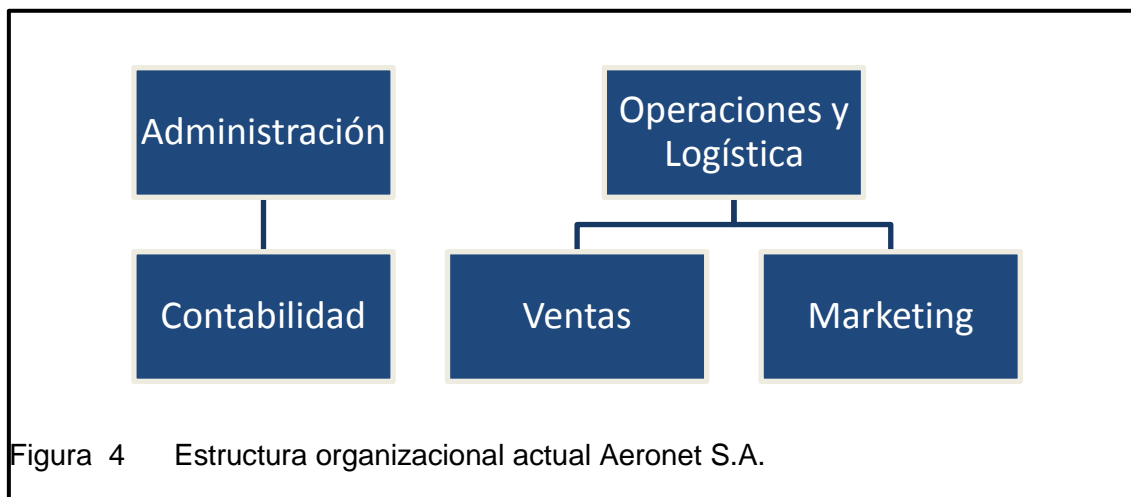 Administración
Operaciones y
Logística
Contabilidad
Ventas
Marketing
Figura 4 Estructura organizacional actual Aeronet S.A.